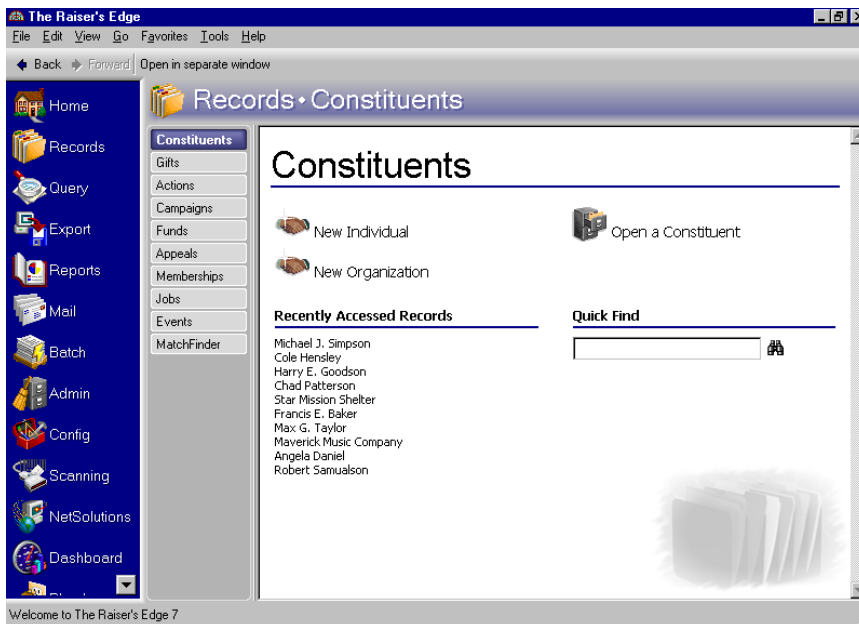 The Raiser's Edge
File Edit View Go Favorites Tools Help
Back Forward Open in separate window
Home
Records
Query
Export
Reports
Mail
Batch
Admin
Config
Scanning
NetSolutions
Dashboard
Records • Constituents
Constituents
Gifts
Actions
Campaigns
Funds
Appeals
Memberships
Jobs
Events
MatchFinder
Constituents
New Individual
Open a Constituent
New Organization
Recently Accessed Records
Michael J. Simpson
Cole Hensley
Harry E. Goodson
Chad Patterson
Star Mission Shelter
Francis E. Baker
Max G. Taylor
Maverick Music Company
Angela Daniel
Robert Samualson
Quick Find
Welcome to The Raiser's Edge 7